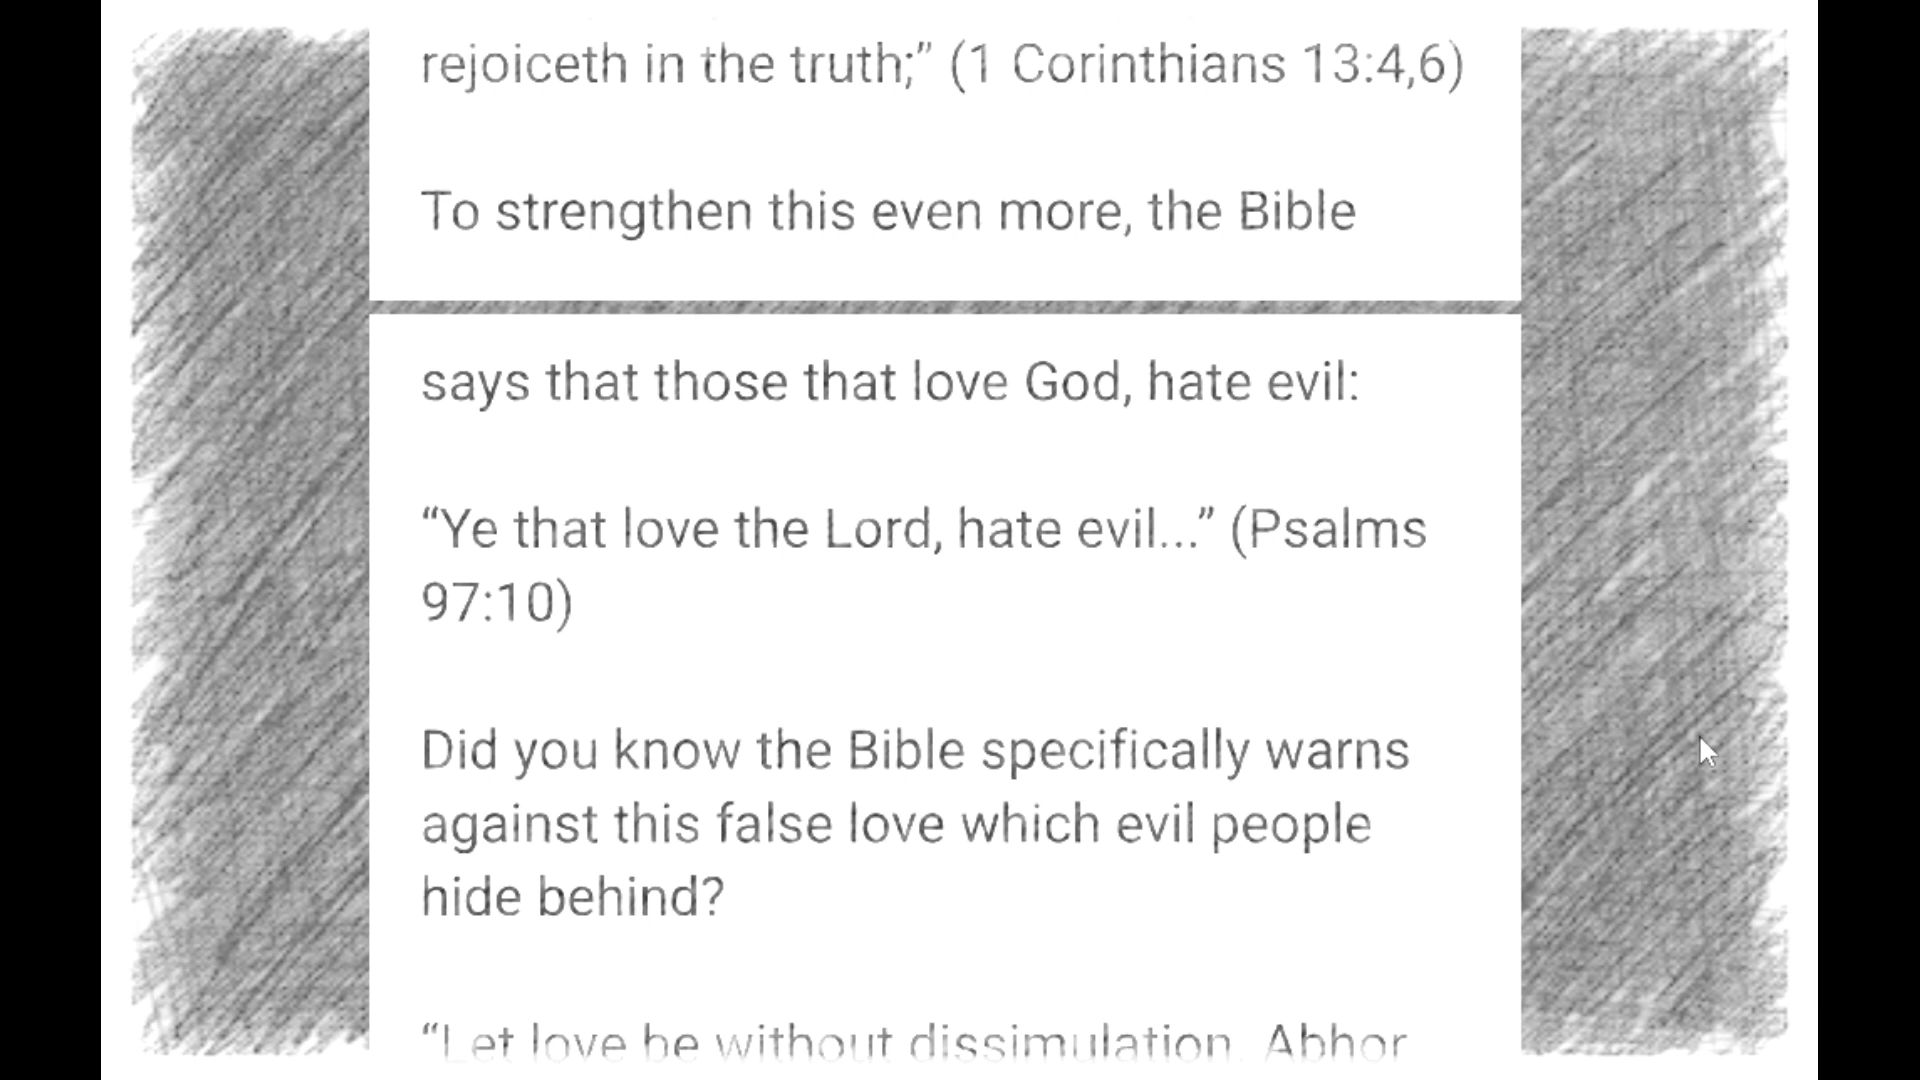 rejoiceth in the truth;” (1 Corinthians 13:4,6)
To strengthen this even more, the Bible
says that those that love God, hate evil:
“Ye that love the Lord, hate evil...” (Psalms
97:10)
Did you know the Bible specifically warns
against this false love which evil people
hide behind?
“Let love be without dissimulation. Abhor